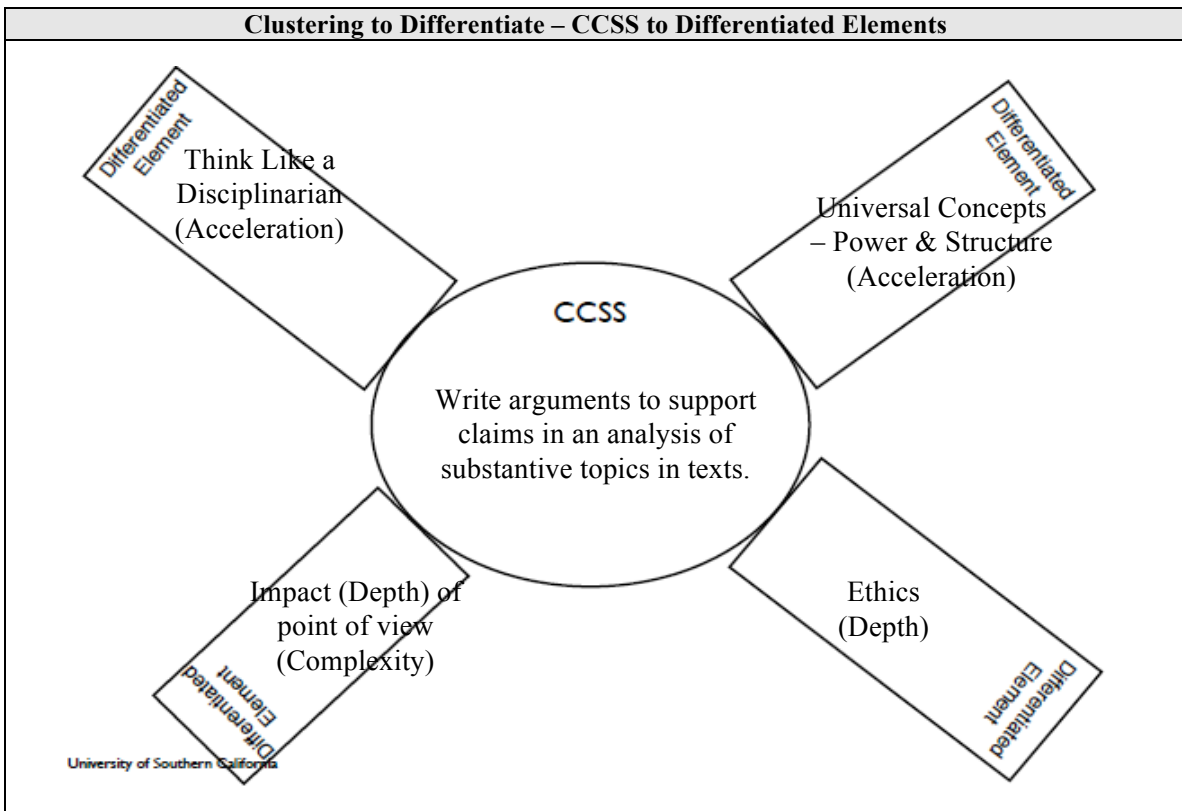 Clustering to Differentiate – CCSS to Differentiated Elements
Differentiated
Element
Think Like a
Disciplinarian
(Acceleration)
Differentiated
Element
Universal Concepts
– Power & Structure
(Acceleration)
CCSS
Write arguments to support
claims in an analysis of
substantive topics in texts.
Impact (Depth) of
point of view
(Complexity)
Differentiated
Element
Ethics
(Depth)
Differentiated
Element
University of Southern California